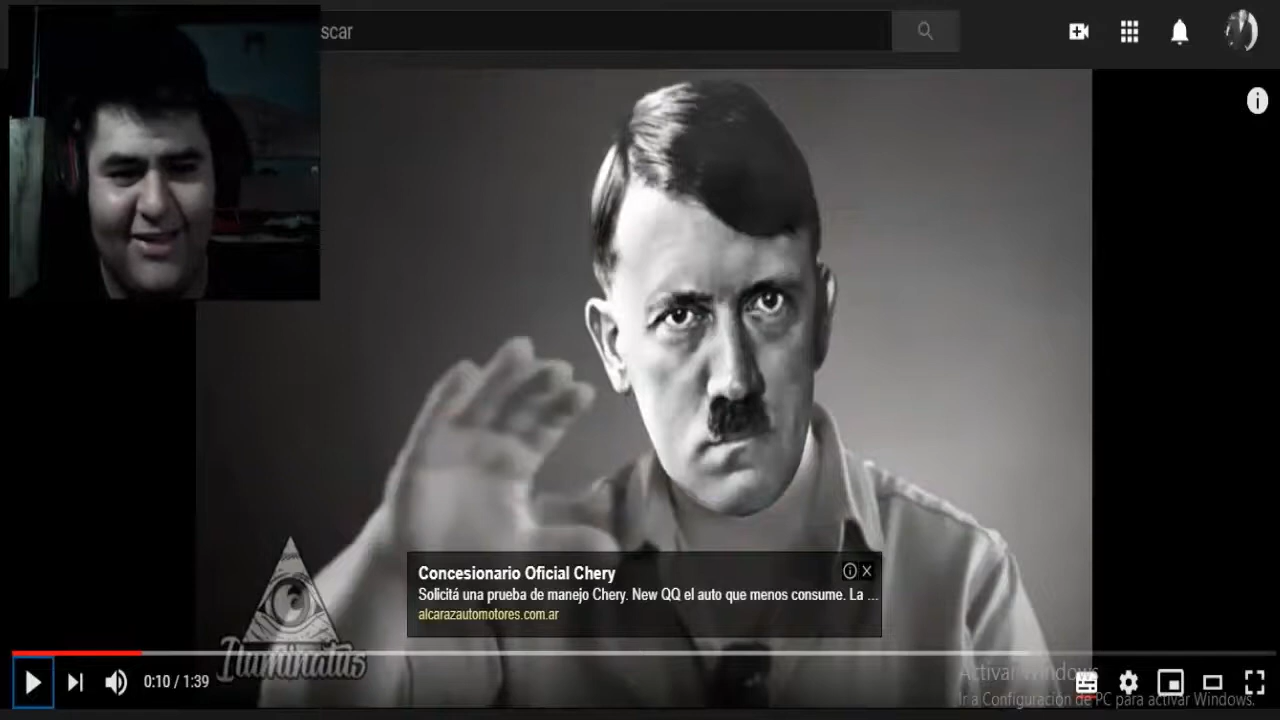 scar
Concesionario Oficial Chery
Solicitá una prueba de manejo Chery. New QQ el auto que menos consume. La ...
alcarazautomotores.com.ar
Iluminatus
0:10 / 1:39
Activar Windows
Ir a Configuración de PC para activar Windows.